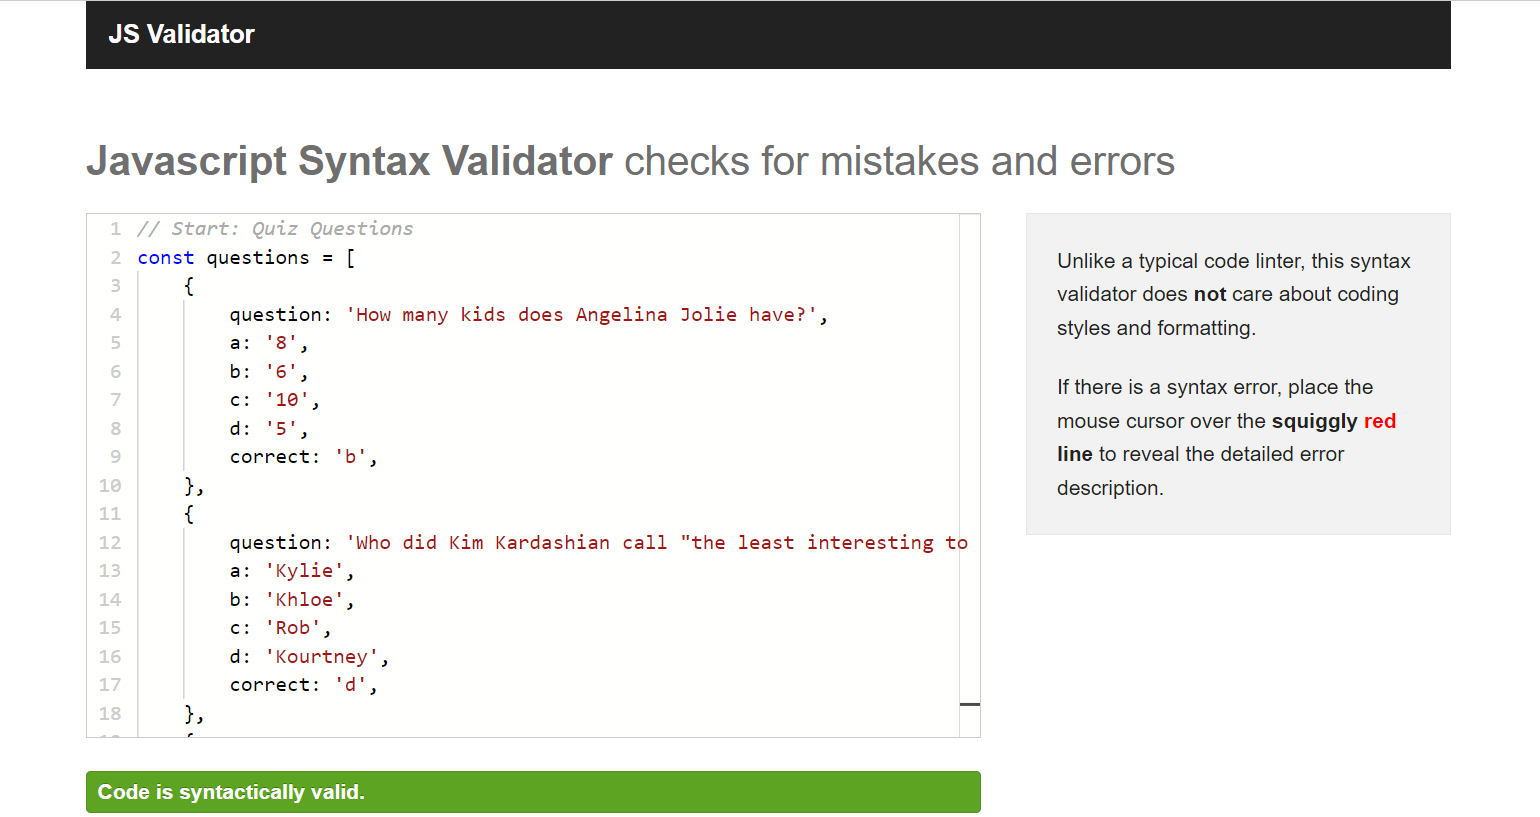 JS Validator
Javascript Syntax Validator checks for mistakes and errors
1 // Start: Quiz Questions
2 const questions = [
3 {
4 question: 'How many kids does Angelina Jolie have?',
5 a: '8',
6 b: '6',
7 c: '10',
8 d: '5',
9 correct: 'b',
10 },
11 {
12 question: 'Who did Kim Kardashian call "the least interesting to
13 a: 'Kylie',
14 b: 'Khloe',
15 c: 'Rob',
16 d: 'Kourtney',
17 correct: 'd',
18 },
Code is syntactically valid.
Unlike a typical code linter, this syntax
validator does not care about coding
styles and formatting.
If there is a syntax error, place the
mouse cursor over the squiggly red
line to reveal the detailed error
description.